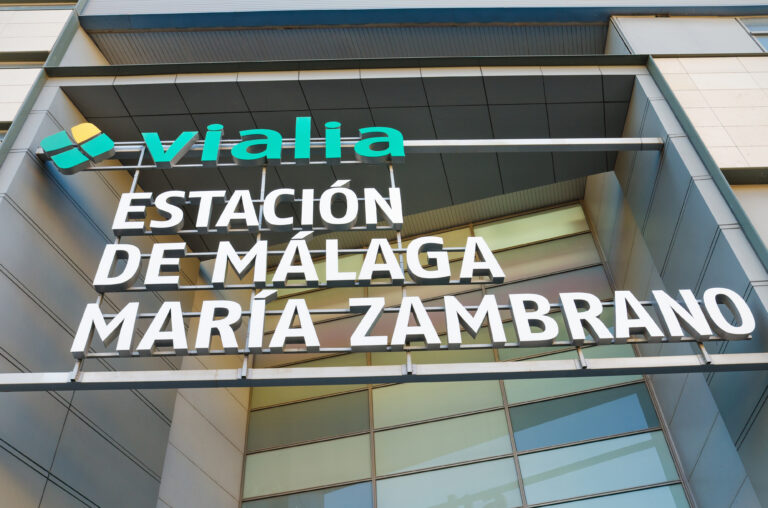 vialia
ESTACIÓN
DE MÁLAGA
MARÍA ZAMBRANO